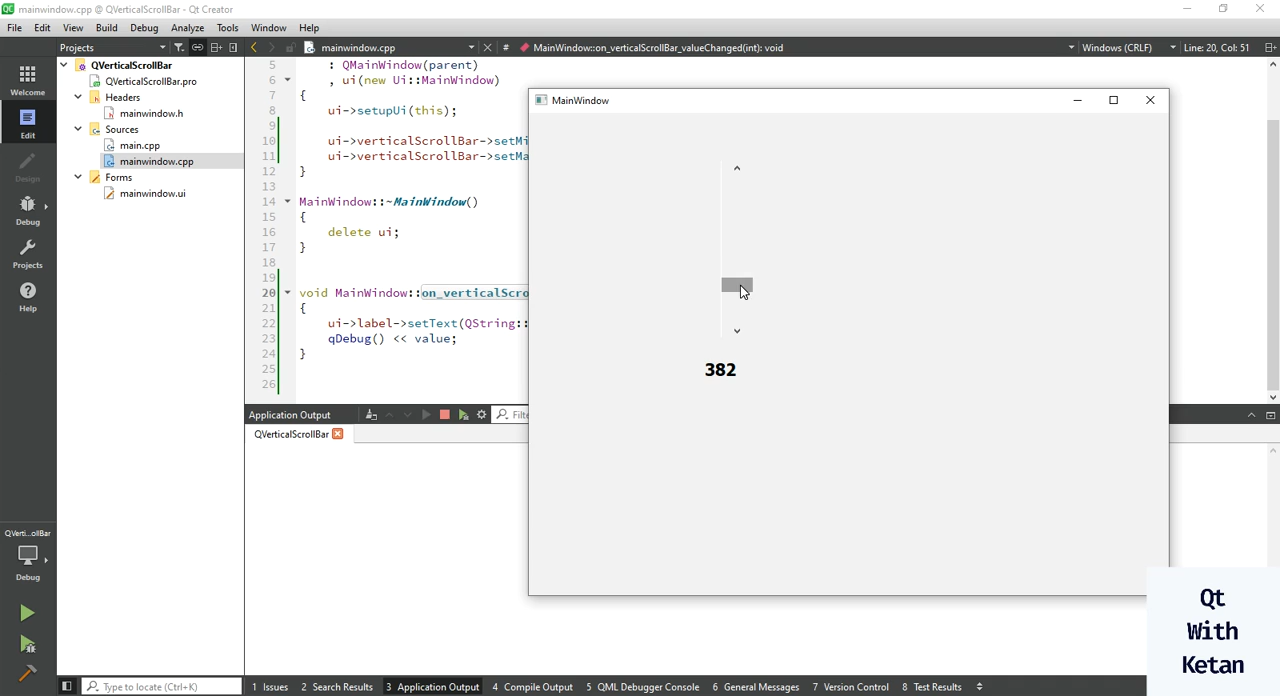 mainwindow.cpp @ QVerticalScrollBar - Qt Creator
File Edit View Build Debug Analyze Tools Window Help
Projects
mainwindow.cpp
# MainWindow::on_verticalScrollBar_valueChanged(int): void
Windows (CRLF)
Line: 20, Col: 51
Welcome
Edit
Design
Debug
Projects
Help
QVerti...ollBar
Debug
QVerticalScrollBar
QVerticalScrollBar.pro
Headers
mainwindow.h
Sources
main.cpp
mainwindow.cpp
Forms
mainwindow.ui
5 : QMainWindow(parent)
6 , ui(new Ui::MainWindow)
7 {
8 ui->setupUi(this);
9
10 ui->verticalScrollBar->setMi
11 ui->verticalScrollBar->setMa
12 }
13
14 MainWindow::~MainWindow()
15 {
16 delete ui;
17 }
18
19
20 void MainWindow::on_verticalScro
21 {
22 ui->label->setText(QString::
23 qDebug() << value;
24 }
25
26
MainWindow
382
Application Output
Filte
QVerticalScrollBar
Type to locate (Ctrl+K)
1 Issues 2 Search Results 3 Application Output 4 Compile Output 5 QML Debugger Console 6 General Messages 7 Version Control 8 Test Results
Qt
With
Ketan